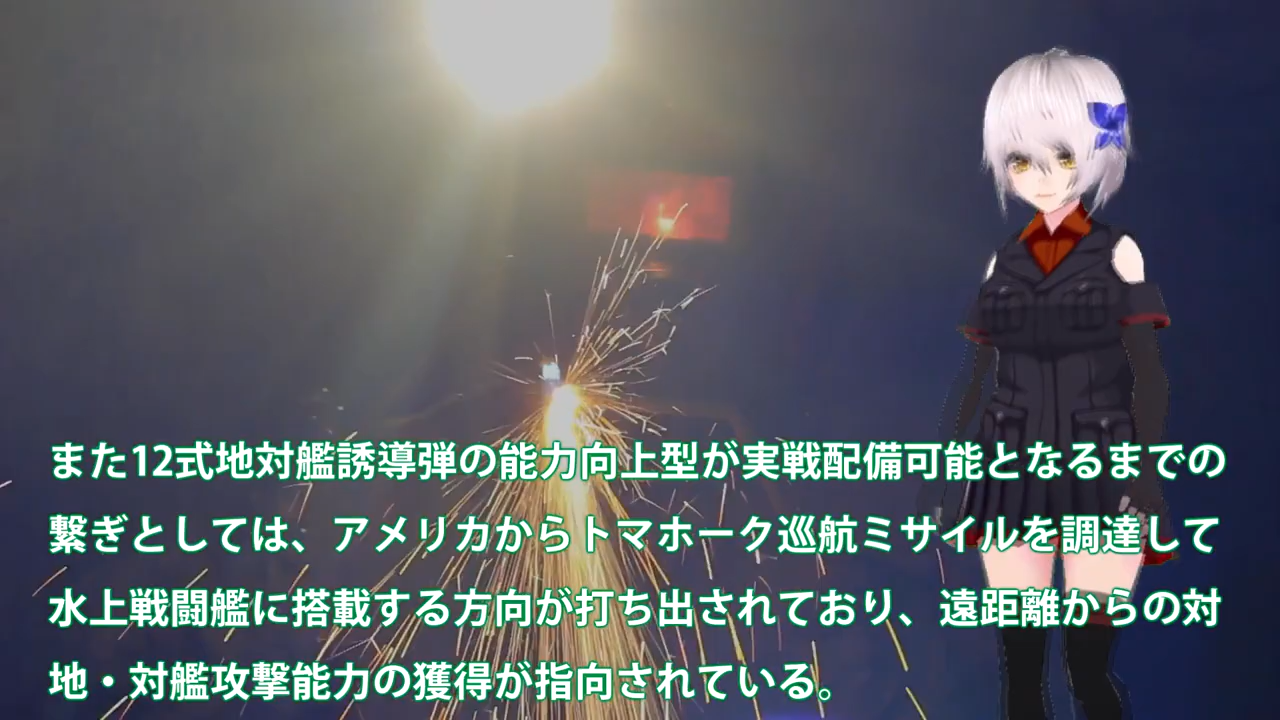 また12式地対艦誘導弾の能力向上型が実戦配備可能となるまでの
繋ぎとしては、アメリカからトマホーク巡航ミサイルを調達して
水上戦闘艦に搭載する方向が打ち出されており、遠距離からの対
地・対艦攻撃能力の獲得が指向されている。